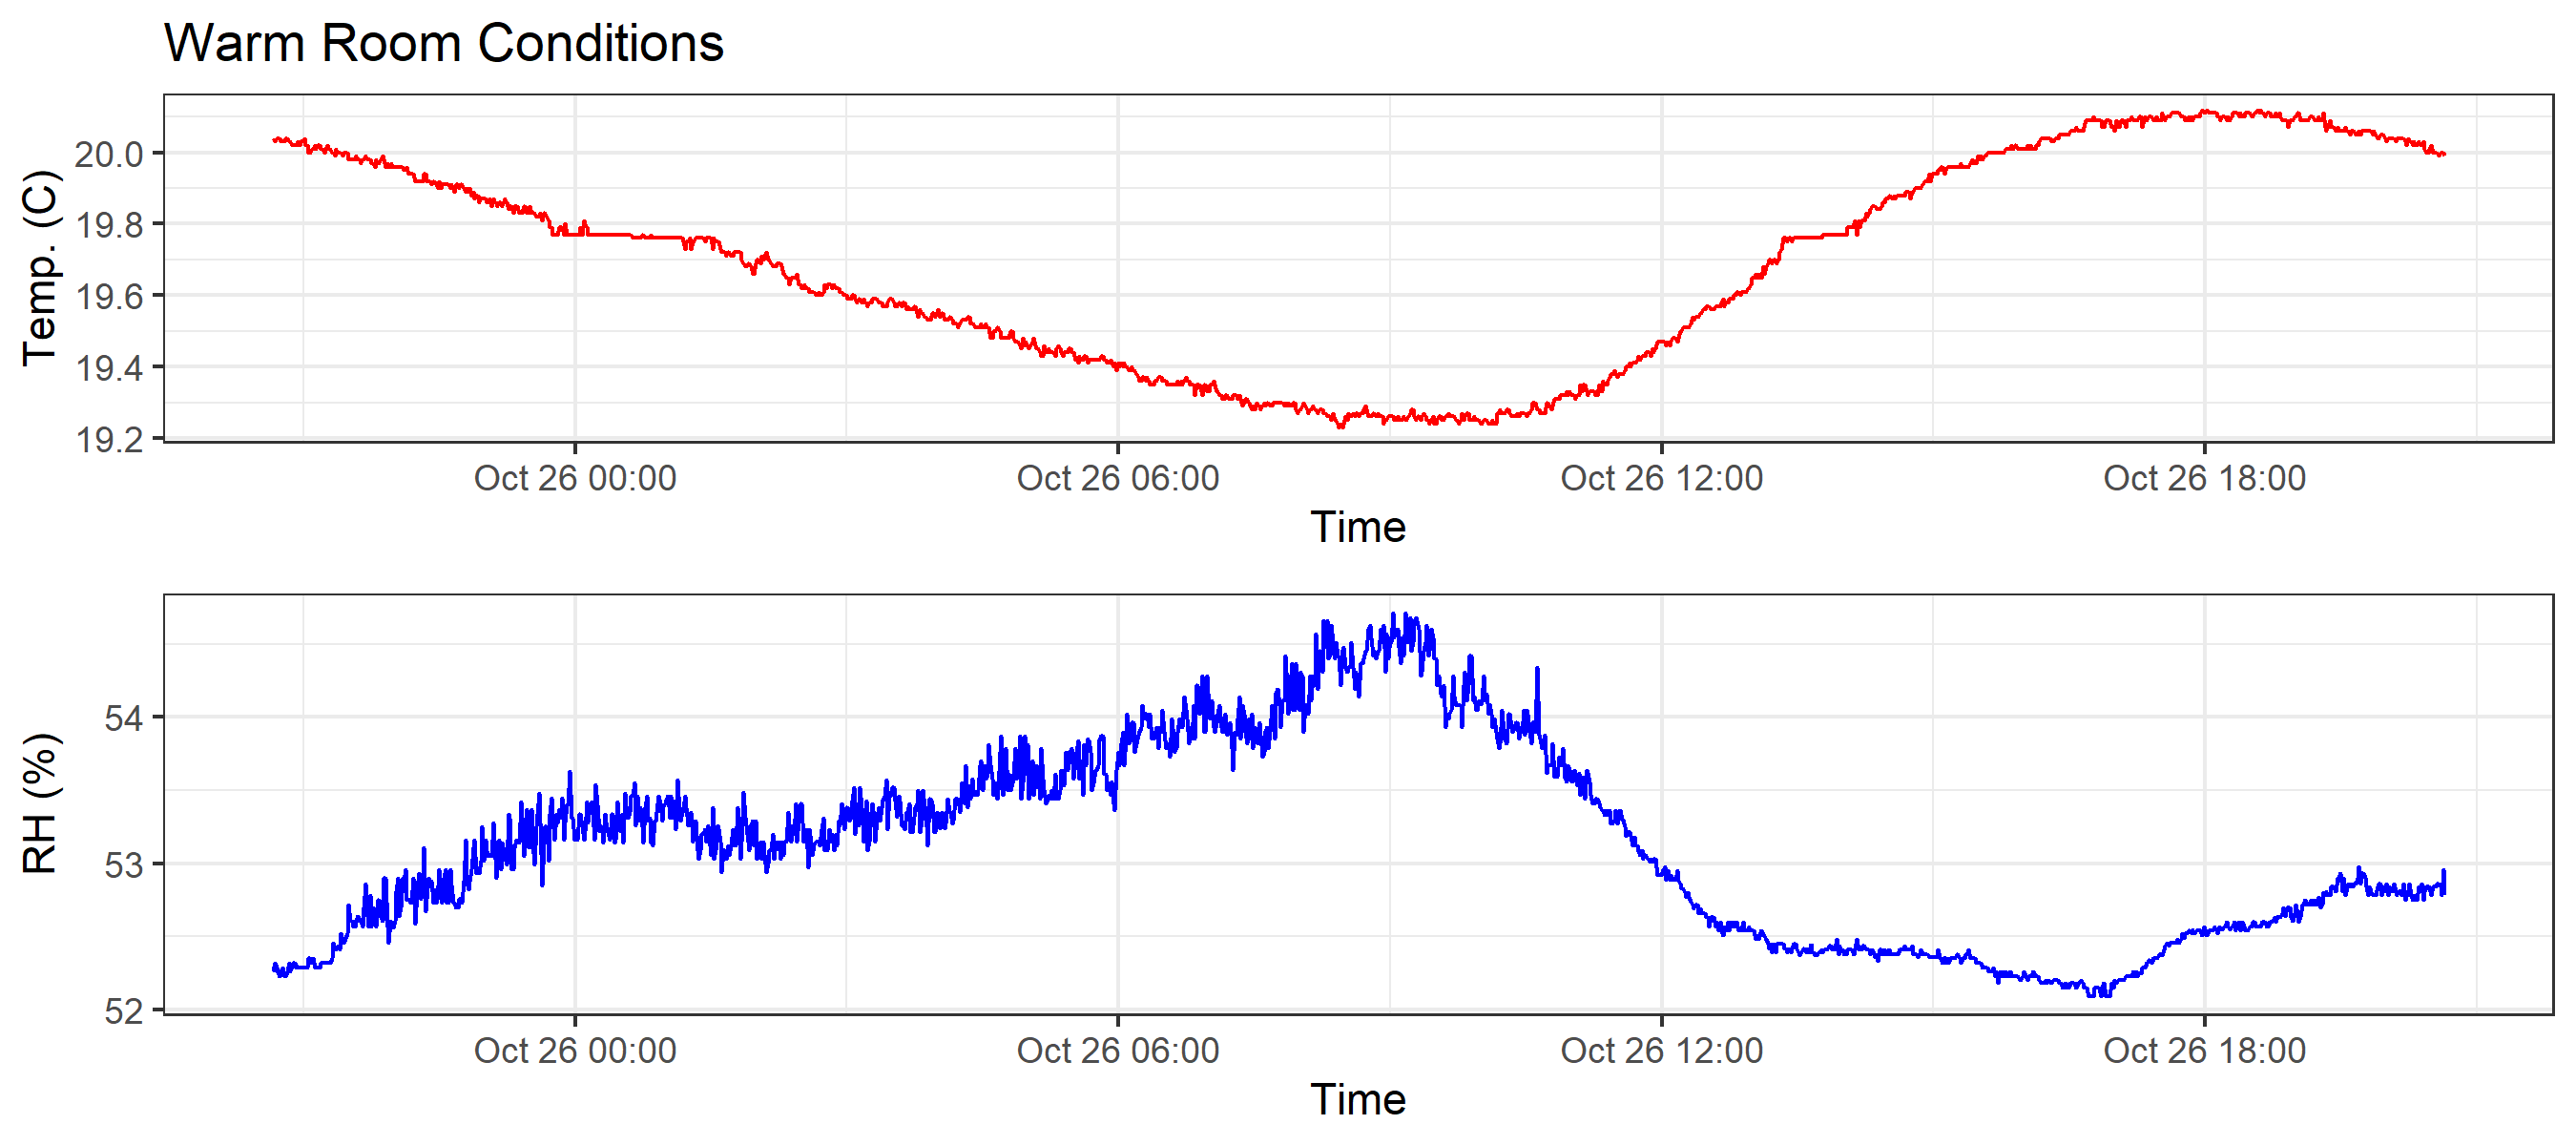 Warm Room Conditions
Temp. (C)
20.0
19.8
19.6
19.4
19.2
Oct 26 00:00 Oct 26 06:00 Oct 26 12:00 Oct 26 18:00
Time
RH (%)
54
53
52
Oct 26 00:00 Oct 26 06:00 Oct 26 12:00 Oct 26 18:00
Time